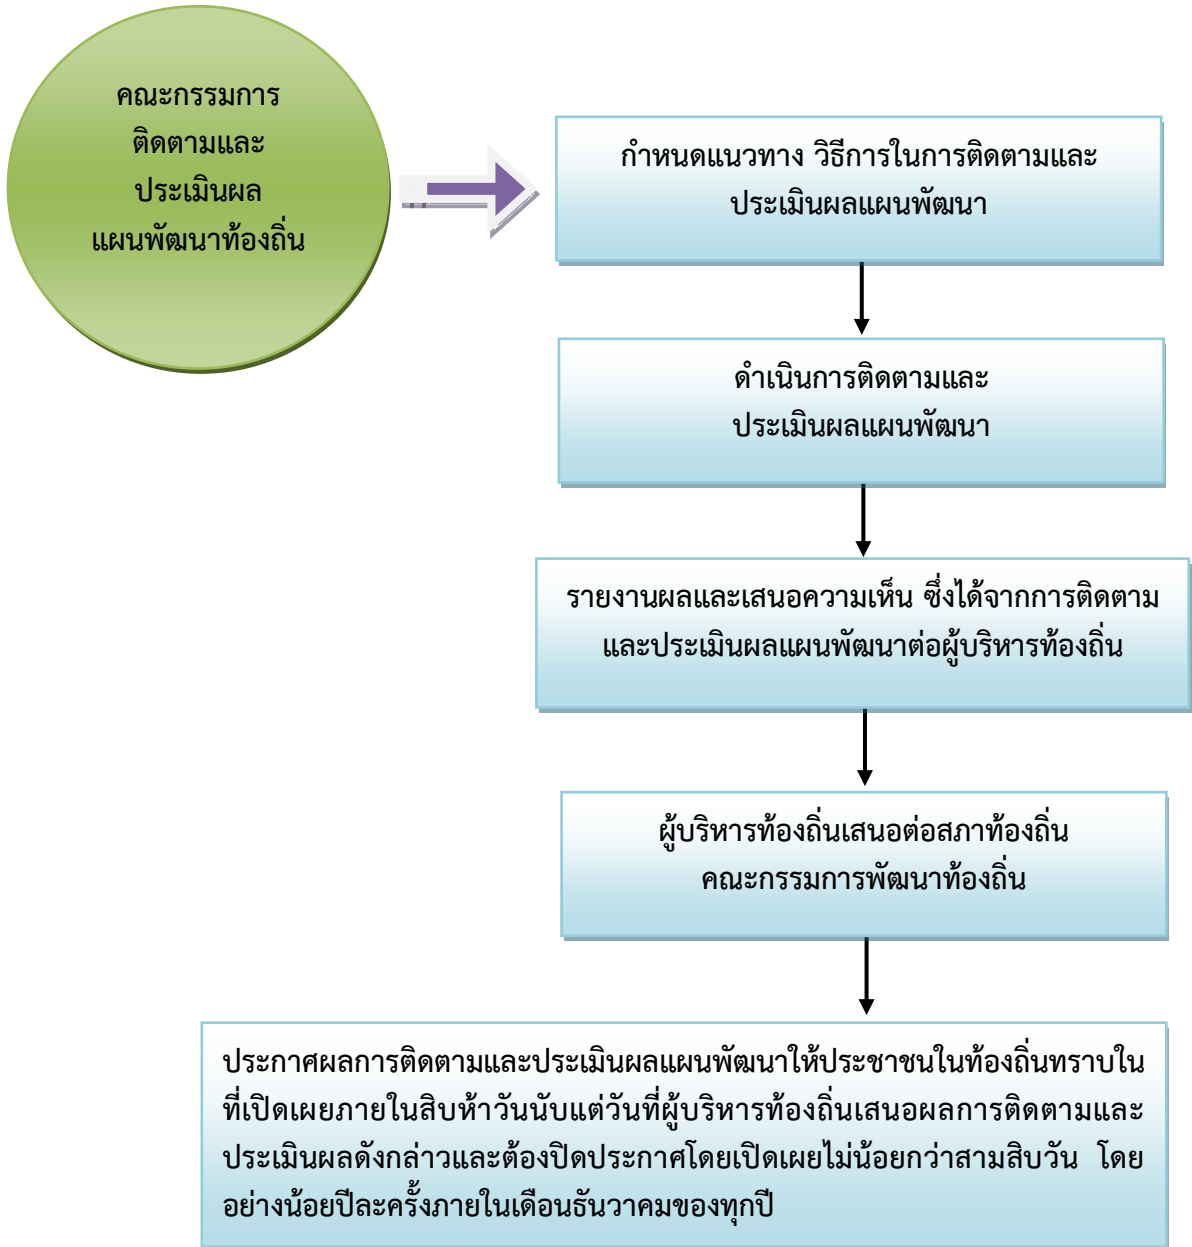 คณะกรรมการ
ติดตามและ
ประเมินผล
แผนพัฒนาท้องถิ่น
กำหนดแนวทาง วิธีการในการติดตามและ
ประเมินผลแผนพัฒนา
ดำเนินการติดตามและ
ประเมินผลแผนพัฒนา
รายงานผลและเสนอความเห็น ซึ่งได้จากการติดตาม
และประเมินผลแผนพัฒนาต่อผู้บริหารท้องถิ่น
ผู้บริหารท้องถิ่นเสนอต่อสภาท้องถิ่น
คณะกรรมการพัฒนาท้องถิ่น
ประกาศผลการติดตามและประเมินผลแผนพัฒนาให้ประชาชนในท้องถิ่นทราบใน
ที่เปิดเผยภายในสิบห้าวันนับแต่วันที่ผู้บริหารท้องถิ่นเสนอผลการติดตามและ
ประเมินผลดังกล่าวและต้องปิดประกาศโดยเปิดเผยไม่น้อยกว่าสามสิบวัน โดย
อย่างน้อยปีละครั้งภายในเดือนธันวาคมของทุกปี